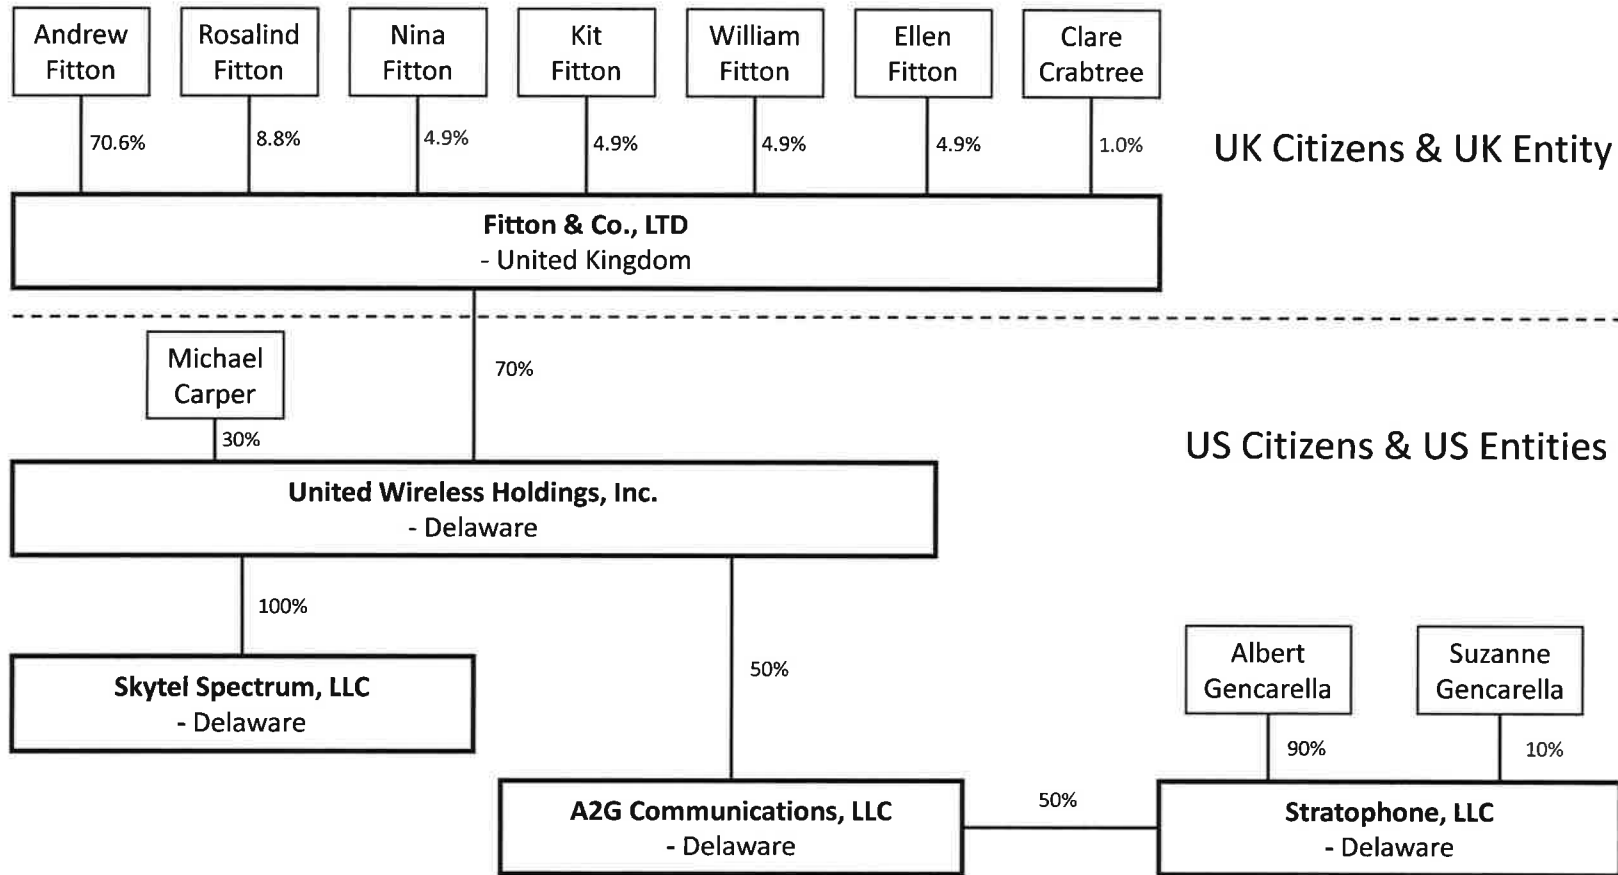 Andrew
Fitton
Rosalind
Fitton
Nina
Fitton
Kit
Fitton
William
Fitton
Ellen
Fitton
Clare
Crabtree
70.6%
8.8%
4.9%
4.9%
4.9%
4.9%
1.0%
UK Citizens & UK Entity
Fitton & Co., LTD
- United Kingdom
Michael
Carper
70%
30%
US Citizens & US Entities
United Wireless Holdings, Inc.
- Delaware
100%
50%
Skytel Spectrum, LLC
- Delaware
Albert
Gencarella
Suzanne
Gencarella
90%
10%
A2G Communications, LLC
- Delaware
50%
Stratophone, LLC
- Delaware